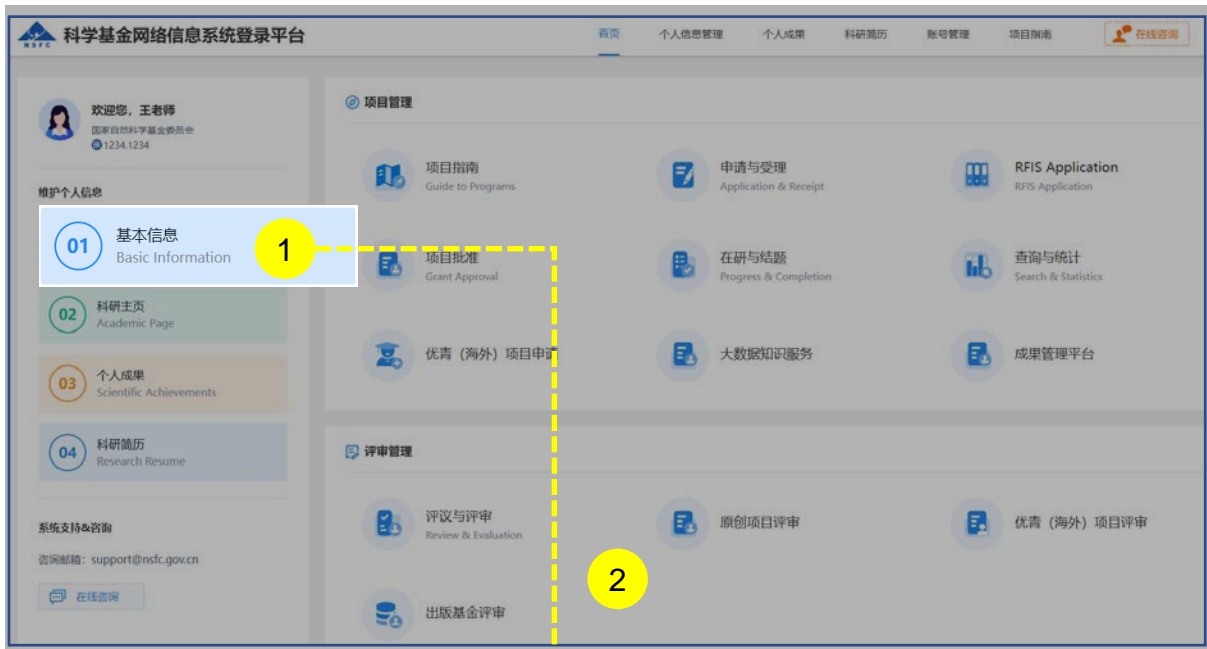 NSFC
科学基金网络信息系统登录平台
首页
个人信息管理
个人成果
科研简历
账号管理
项目指南
在线咨询
欢迎您，王老师
国家自然科学基金委员会
1234.1234
维护个人信息
01
基本信息
Basic Information
1
02
科研主页
Academic Page
03
个人成果
Scientific Achievements
04
科研简历
Research Resume
系统支持&咨询
咨询邮箱：support@nsfc.gov.cn
在线咨询
项目管理
项目指南
Guide to Programs
申请与受理
Application & Receipt
RFIS Application
RFIS Application
项目批准
Grant Approval
在研与结题
Progress & Completion
查询与统计
Search & Statistics
优青（海外）项目申请
大数据知识服务
成果管理平台
评审管理
评议与评审
Review & Evaluation
原创项目评审
优青（海外）项目评审
2
出版基金评审